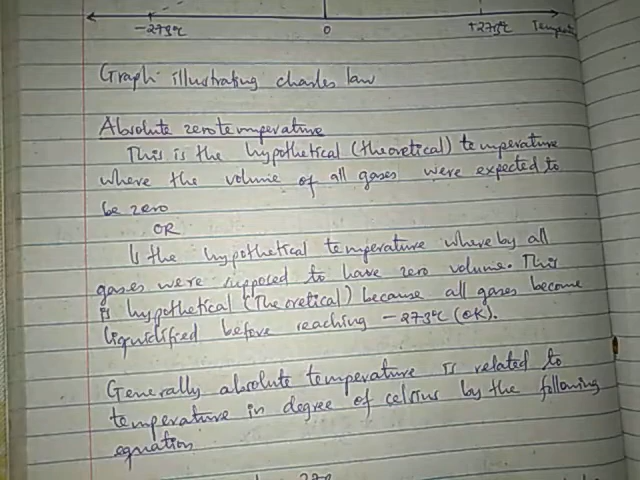 -273°C 0 +273°C
Graph illustrating charles law
Absolute zero temperature
This is the hypothetical (theoretical) temperature
where the volume of all gases were expected to
be zero
OR
Is the hypothetical temperature whereby all
gases were supposed to have zero volume. This
is hypothetical (Theoretical) because all gases become
liquidified before reaching -273°C (OK).
Generally absolute temperature is related to
temperature in degree of celsius by the following
equation